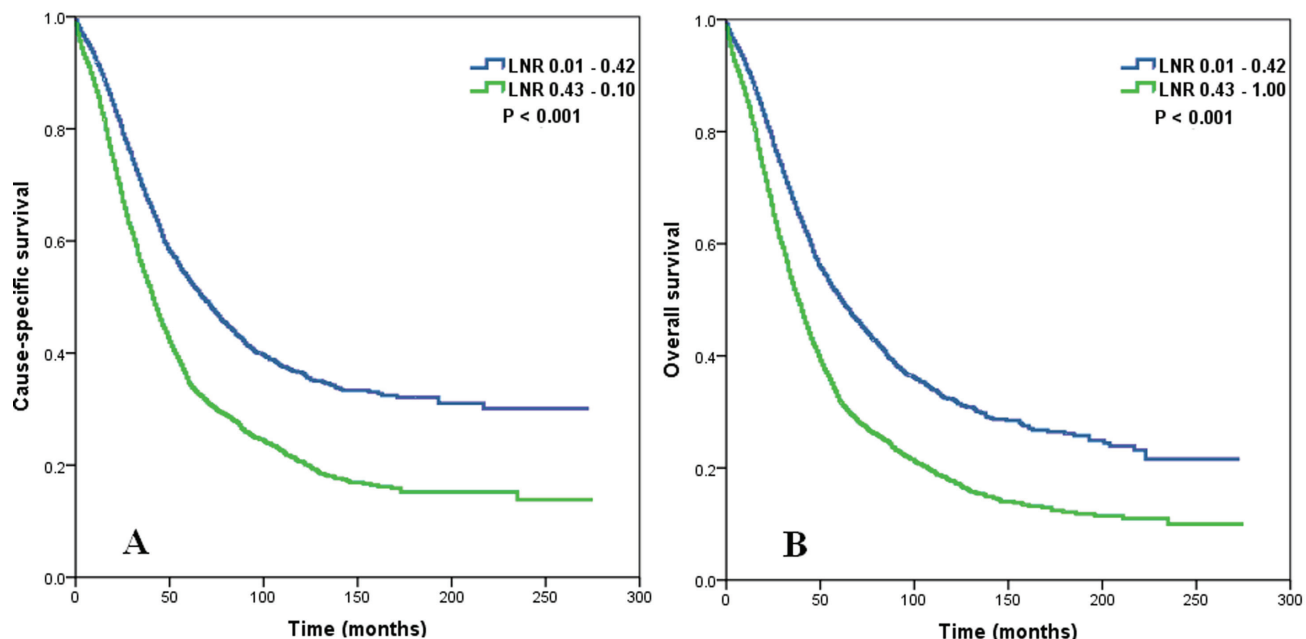 1.0
0.8
0.6
0.4
0.2
0.0
Cause-specific survival
LNR 0.01 - 0.42
LNR 0.43 - 0.10
P < 0.001
A
0 50 100 150 200 250 300
Time (months)
1.0
0.8
0.6
0.4
0.2
0.0
Overall survival
LNR 0.01 - 0.42
LNR 0.43 - 1.00
P < 0.001
B
0 50 100 150 200 250 300
Time (months)